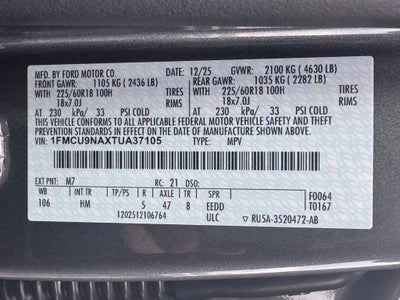 MFD. BY FORD MOTOR CO. 12/25 GVWR: 2100 KG (4630 LB)
FRONT GAWR: 1105 KG (2436 LB) REAR GAWR: 1035 KG (2282 LB)
WITH 225/60R18 100H TIRES WITH 225/60R18 100H TIRES
18x7.0J RIMS 18x7.0J RIMS
AT 230 kPa/ 33 PSI COLD AT 230 kPa/ 33 PSI COLD
THIS VEHICLE CONFORMS TO ALL APPLICABLE FEDERAL MOTOR VEHICLE SAFETY AND THEFT PREVENTION STANDARDS IN EFFECT ON THE DATE OF MANUFACTURE SHOWN ABOVE.
VIN: 1FMCU9NAXTUA37105 TYPE: MPV
EXT PNT: M7 RC: 21 DSO:
WB INT TR TP/PS R AXLE TR SPR F0064
106 HM 5 47 8 EEDD T0167
1202512106764 ULC RU5A-3520472-AB